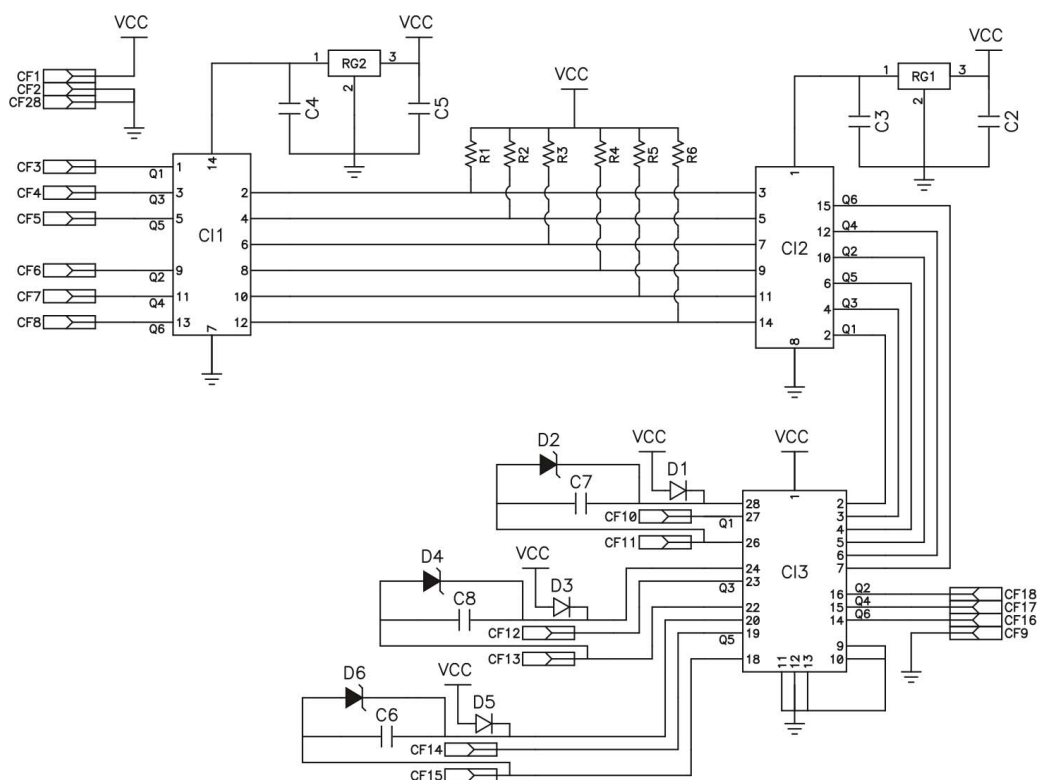 VCC
VCC
VCC
1
RG2
3
VCC
1
RG1
3
CF1
CF2
CF28
2
C4
C5
2
C3
C2
14
R1
R2
R3
R4
R5
R6
CF3
Q1
1
1
CF4
Q3
3
2
3
15
Q6
CF5
Q5
5
4
5
12
Q4
CI1
6
7
CI2
10
Q2
CF6
Q2
9
8
9
6
Q5
CF7
Q4
11
10
11
4
Q3
CF8
Q6
13
12
14
2
Q1
7
8
D2
VCC
D1
VCC
C7
1
28
2
CF10
Q1
27
3
CF11
26
4
5
D4
VCC
D3
24
6
Q3
23
CI3
7
C8
22
16
Q2
CF18
CF12
20
15
Q4
CF17
Q5
19
14
Q6
CF16
CF9
CF13
18
9
10
11
12
13
D6
VCC
D5
C6
CF14
CF15